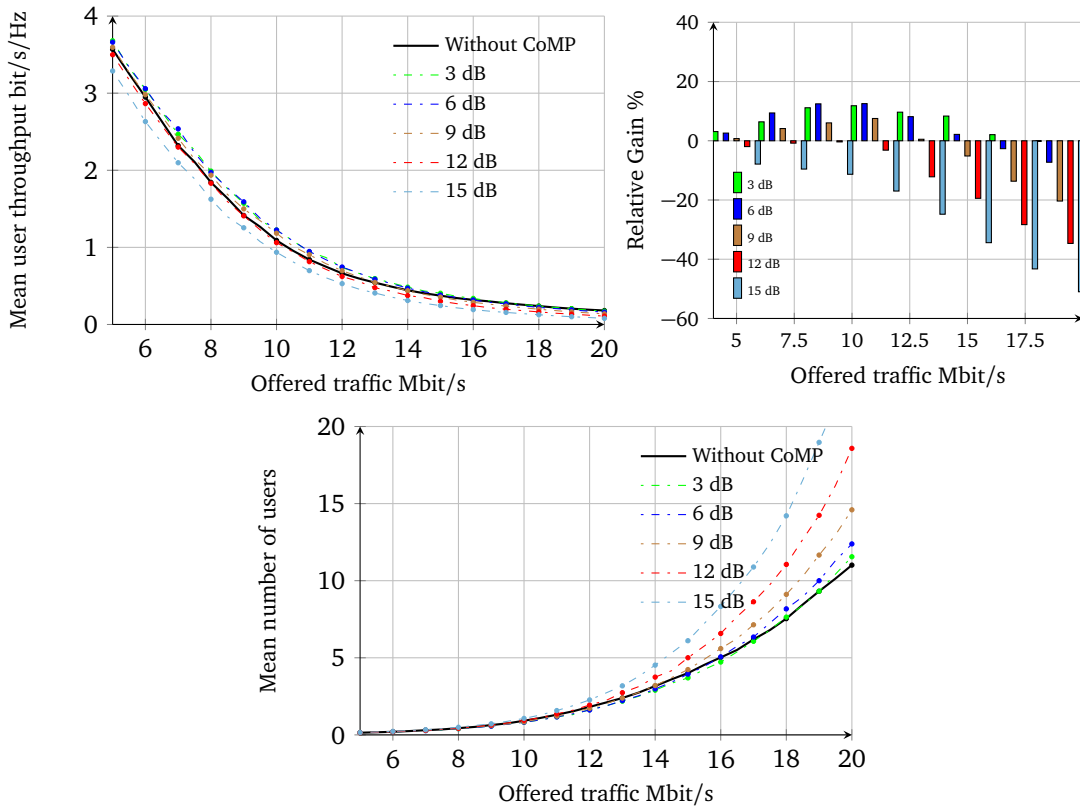 Mean user throughput bit/s/Hz
4
3
2
1
0
6 8 10 12 14 16 18 20
Offered traffic Mbit/s
Without CoMP
3 dB
6 dB
9 dB
12 dB
15 dB
Relative Gain %
40
20
0
−20
−40
−60
5 7.5 10 12.5 15 17.5
Offered traffic Mbit/s
3 dB
6 dB
9 dB
12 dB
15 dB
Mean number of users
20
15
10
5
0
6 8 10 12 14 16 18 20
Offered traffic Mbit/s
Without CoMP
3 dB
6 dB
9 dB
12 dB
15 dB